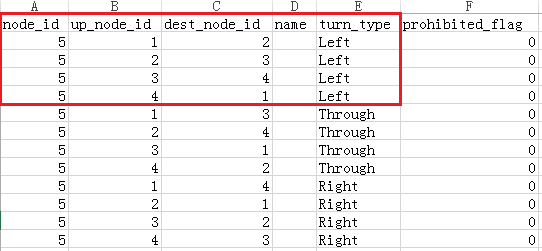 A B C D E F
node_id up_node_id dest_node_id name turn_type prohibited_flag
5 1 2 Left 0
5 2 3 Left 0
5 3 4 Left 0
5 4 1 Left 0
5 1 3 Through 0
5 2 4 Through 0
5 3 1 Through 0
5 4 2 Through 0
5 1 4 Right 0
5 2 1 Right 0
5 3 2 Right 0
5 4 3 Right 0